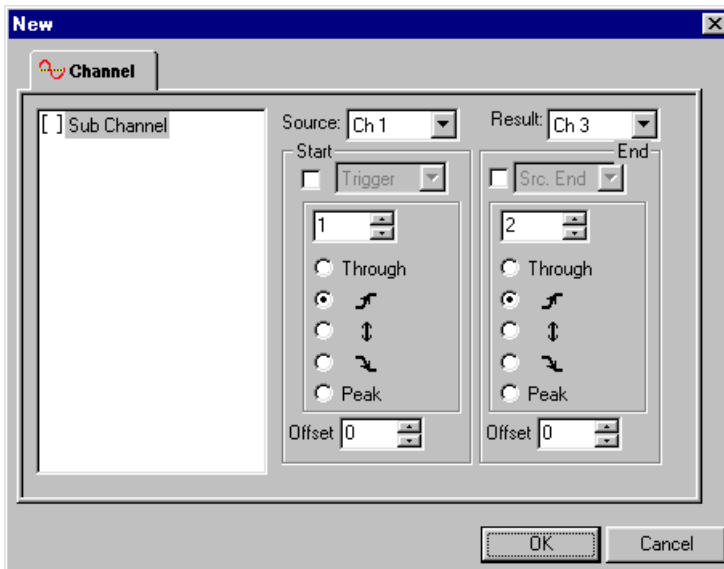 New
Channel
[ ] Sub Channel
Source: Ch 1
Result: Ch 3
Start
Trigger
1
Through
Peak
Offset 0
End
Src. End
2
Through
Peak
Offset 0
OK
Cancel